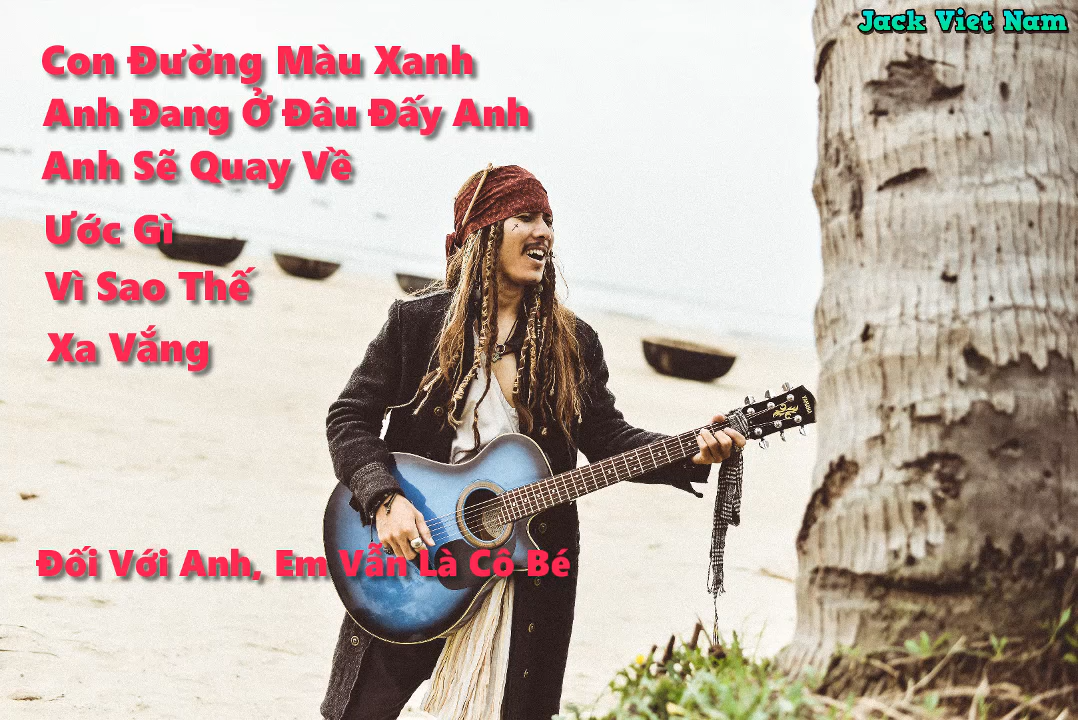 Jack Viet Nam
Con Đường Màu Xanh
Anh Đang Ở Đâu Đấy Anh
Anh Sẽ Quay Về
Ước Gì
Vì Sao Thế
Xa Vắng
YAMAHA
Đối Với Anh, Em Vẫn Là Cô Bé